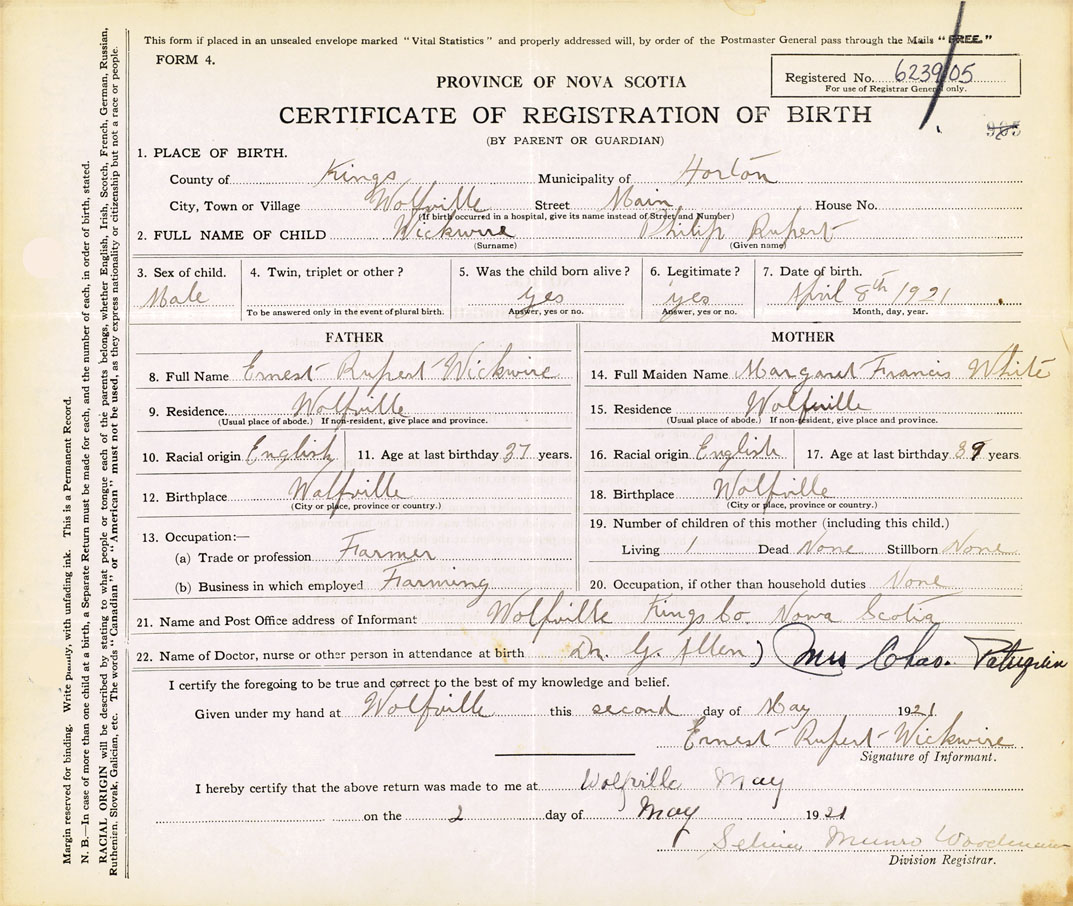 This form if placed in an unsealed envelope marked "Vital Statistics" and properly addressed will, by order of the Postmaster General pass through the Mails "FREE."
FORM 4.
PROVINCE OF NOVA SCOTIA
Registered No. 6239/05
For use of Registrar General only.
CERTIFICATE OF REGISTRATION OF BIRTH
985
(BY PARENT OR GUARDIAN)
1. PLACE OF BIRTH.
County of Kings Municipality of Horton
City, Town or Village Wolfville Street Main House No.
(If birth occurred in a hospital, give its name instead of Street and Number)
2. FULL NAME OF CHILD Wickwire Philip Rupert
(Surname) (Given name)
3. Sex of child. 4. Twin, triplet or other? 5. Was the child born alive? 6. Legitimate? 7. Date of birth.
Male yes yes April 8th 1921
To be answered only in the event of plural birth. Answer, yes or no. Answer, yes or no. Month, day, year.
FATHER MOTHER
8. Full Name Ernest Rupert Wickwire 14. Full Maiden Name Margaret Francis White
9. Residence. Wolfville 15. Residence Wolfville
(Usual place of abode.) If non-resident, give place and province. (Usual place of abode.) If non-resident, give place and province.
10. Racial origin English 11. Age at last birthday 37 years. 16. Racial origin English 17. Age at last birthday 39 years
12. Birthplace Wolfville 18. Birthplace Wolfville
(City or place, province or country.) (City or place, province or country.)
13. Occupation:— 19. Number of children of this mother (including this child.)
(a) Trade or profession Farmer Living 1 Dead None Stillborn None
(b) Business in which employed Farming 20. Occupation, if other than household duties None
21. Name and Post Office address of Informant Wolfville Kings Co. Nova Scotia
22. Name of Doctor, nurse or other person in attendance at birth Dr. G. Allen) Mrs Chas.
I certify the foregoing to be true and correct to the best of my knowledge and belief.
Given under my hand at Wolfville this second day of May 1921
Ernest Rupert Wickwire
Signature of Informant.
I hereby certify that the above return was made to me at Wolfville May
on the 2 day of May 1921
Munro Woodman
Division Registrar.
Margin reserved for binding. Write plainly, with unfading ink. This is a Permanent Record.
N. B.—In case of more than one child at a birth, a Separate Return must be made for each, and the number of each, in order of birth, stated.
RACIAL ORIGIN will be described by stating to what people or tongue each of the parents belongs, whether English, Irish, Scotch, French, German, Russian,
Ruthenian, Slovak, Galician, etc. The words "Canadian" or "American" must not be used, as they express nationality or citizenship but not a race or people.